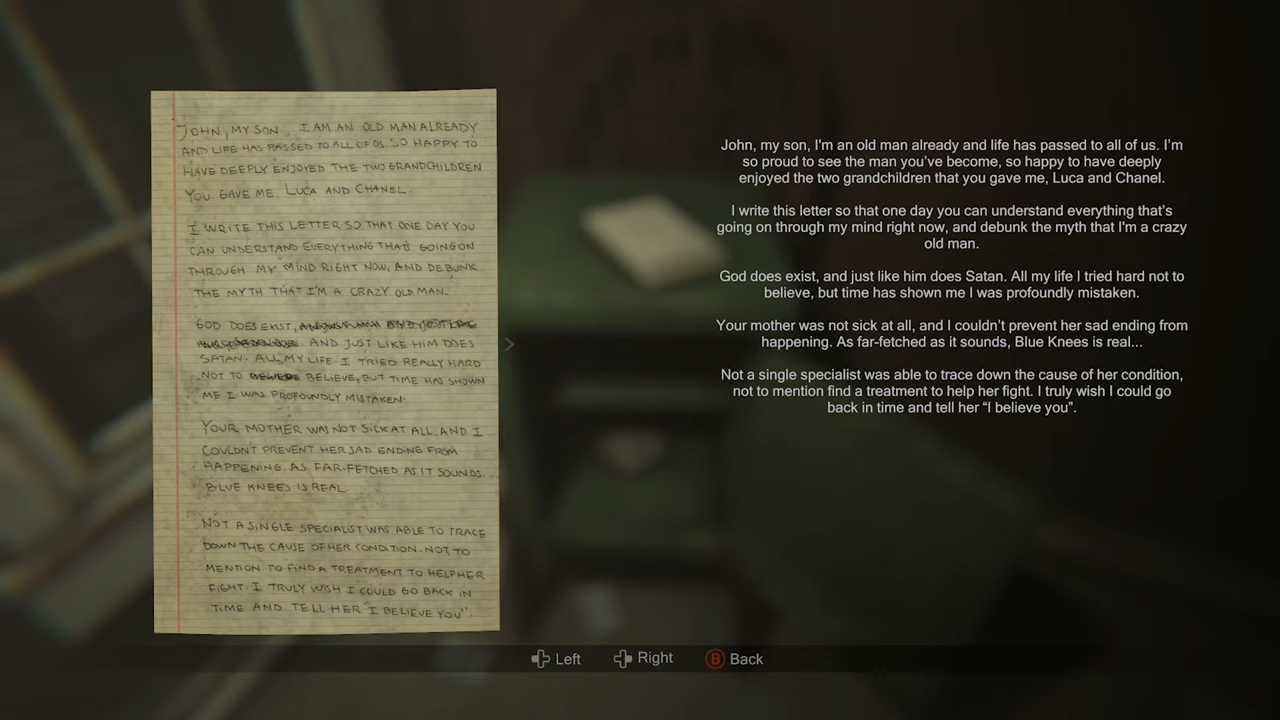 JOHN, MY SON.. I AM AN OLD MAN ALREADY
AND LIFE HAS PASSED TO ALL OF US. SO HAPPY TO
HAVE DEEPLY ENJOYED THE TWO GRANDCHILDREN
YOU GAVE ME. LUCA AND CHANEL.
I WRITE THIS LETTER SO THAT ONE DAY YOU
CAN UNDERSTAND EVERYTHING THAT GOING ON
THROUGH MY MIND RIGHT NOW, AND DEBUNK
THE MYTH THAT I'M A CRAZY OLD MAN.
GOD DOES EXIST,
AND JUST LIKE HIM DOES
SATAN. ALL MY LIFE I TRIED REALLY HARD
NOT TO BELIEVE, BUT TIME HAS SHOWN
ME I WAS PROFOUNDLY MISTAKEN.
YOUR MOTHER WAS NOT SICK AT ALL, AND I
COULDN'T PREVENT HER SAD ENDING FROM
HAPPENING. AS FAR-FETCHED AS IT SOUNDS.
BLUE KNEES IS REAL.
NOT A SINGLE SPECIALIST WAS ABLE TO TRACE
DOWN THE CAUSE OF HER CONDITION. NOT TO
MENTION TO FIND A TREATMENT TO HELP HER
FIGHT. I TRULY WISH I COULD GO BACK IN
TIME AND TELL HER "I BELIEVE YOU".
John, my son, I'm an old man already and life has passed to all of us. I'm
so proud to see the man you've become, so happy to have deeply
enjoyed the two grandchildren that you gave me, Luca and Chanel.
I write this letter so that one day you can understand everything that's
going on through my mind right now, and debunk the myth that I'm a crazy
old man.
God does exist, and just like him does Satan. All my life I tried hard not to
believe, but time has shown me I was profoundly mistaken.
Your mother was not sick at all, and I couldn't prevent her sad ending from
happening. As far-fetched as it sounds, Blue Knees is real...
Not a single specialist was able to trace down the cause of her condition,
not to mention find a treatment to help her fight. I truly wish I could go
back in time and tell her “I believe you”.
Left Right B Back